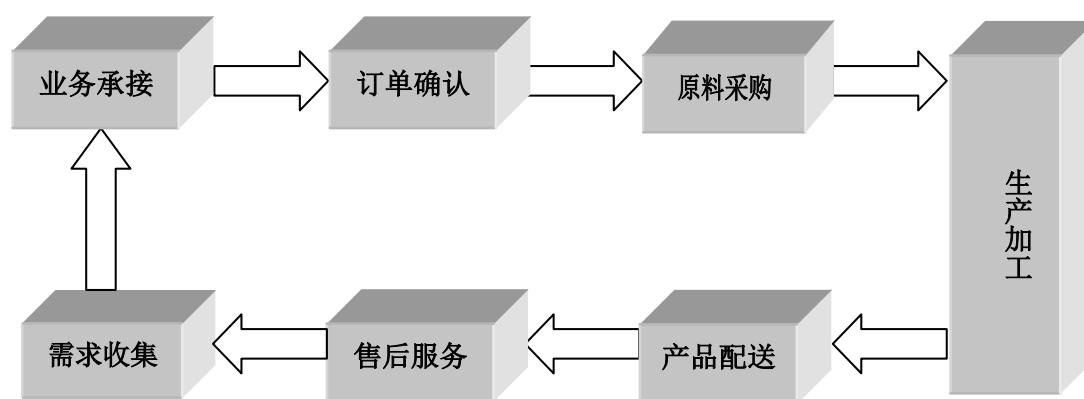 业务承接
订单确认
原料采购
生产加工
需求收集
售后服务
产品配送